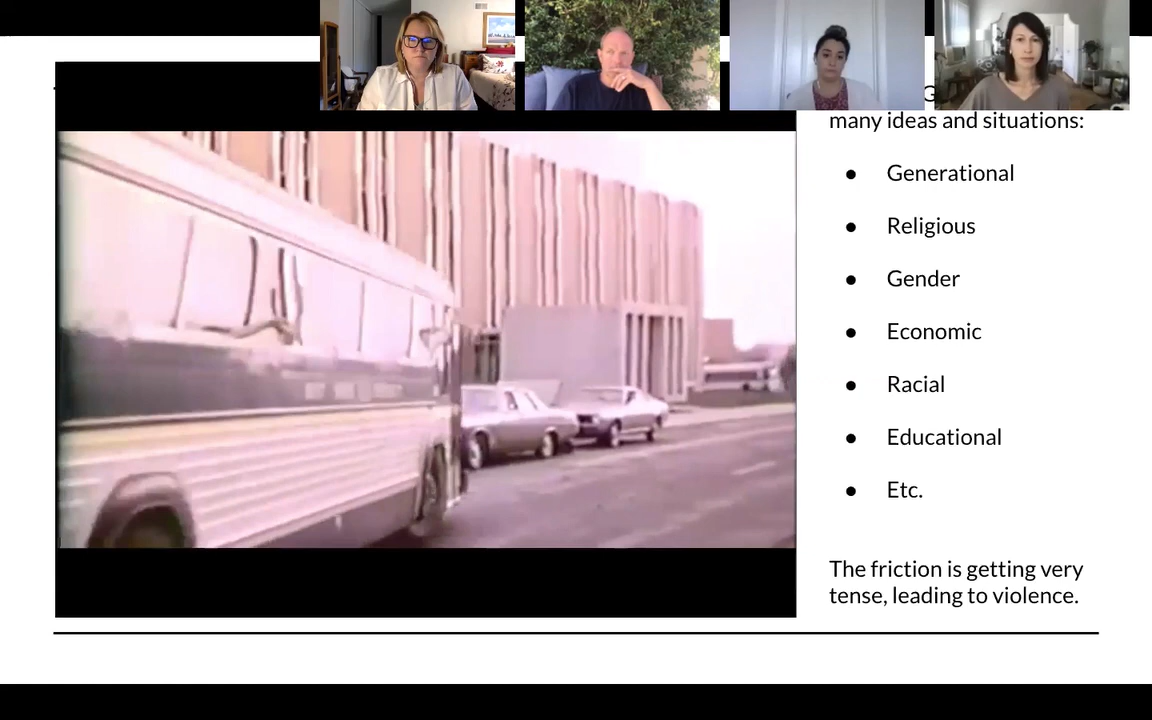 many ideas and situations:
● Generational
● Religious
● Gender
● Economic
● Racial
● Educational
● Etc.
The friction is getting very
tense, leading to violence.